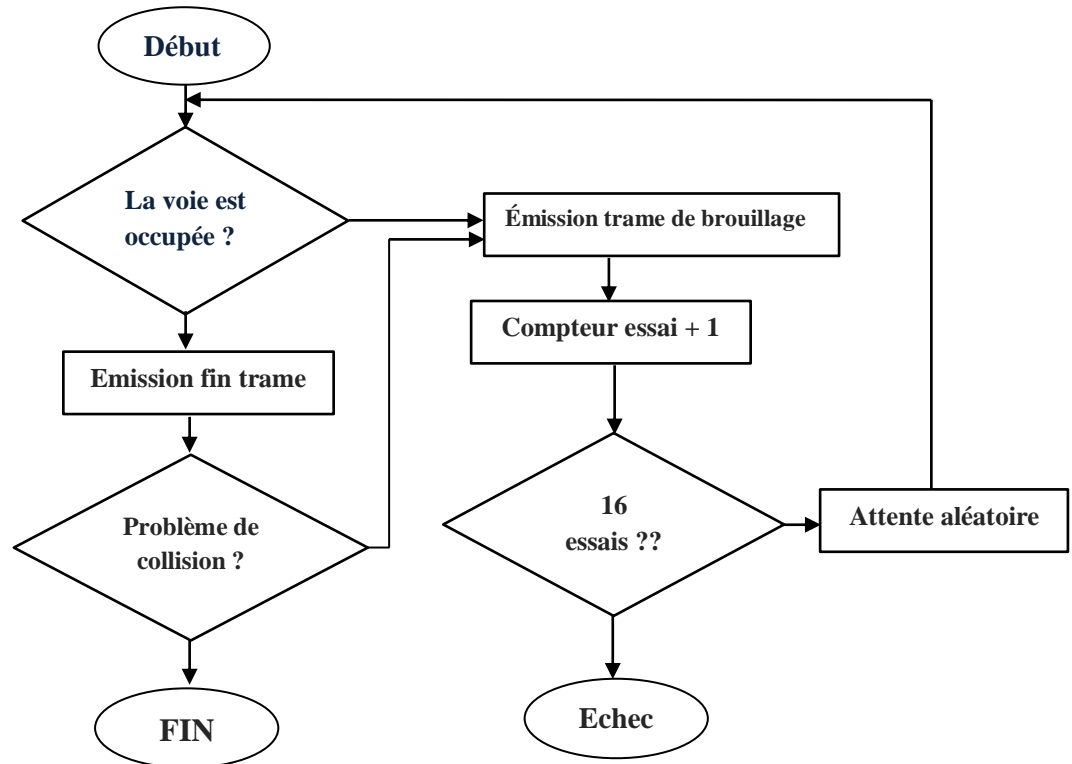 Début
La voie est
occupée ?
Émission trame de brouillage
Compteur essai + 1
Emission fin trame
Problème de
collision ?
16
essais ??
Attente aléatoire
FIN
Echec